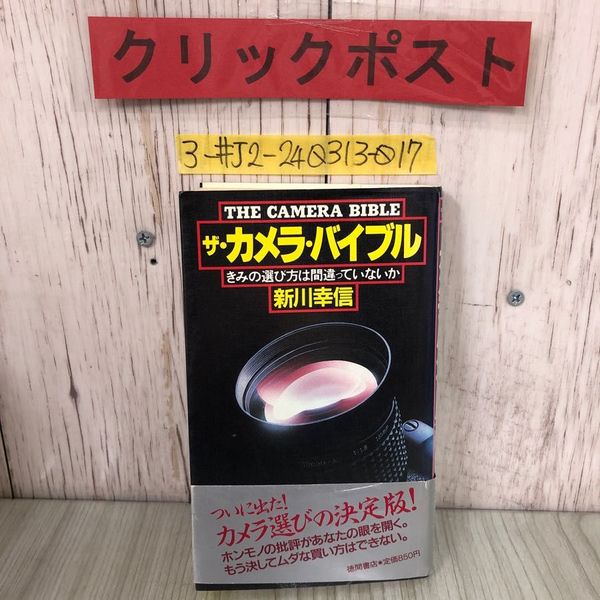 クリックポスト
3-#J2-240313-017
THE CAMERA BIBLE
ザ・カメラ・バイブル
きみの選び方は間違っていないか
新川幸信
ついに出た!
カメラ選びの決定版!
ホンモノの批評があなたの眼を開く。
もう決してムダな買い方はできない。
徳間書店●定価850円